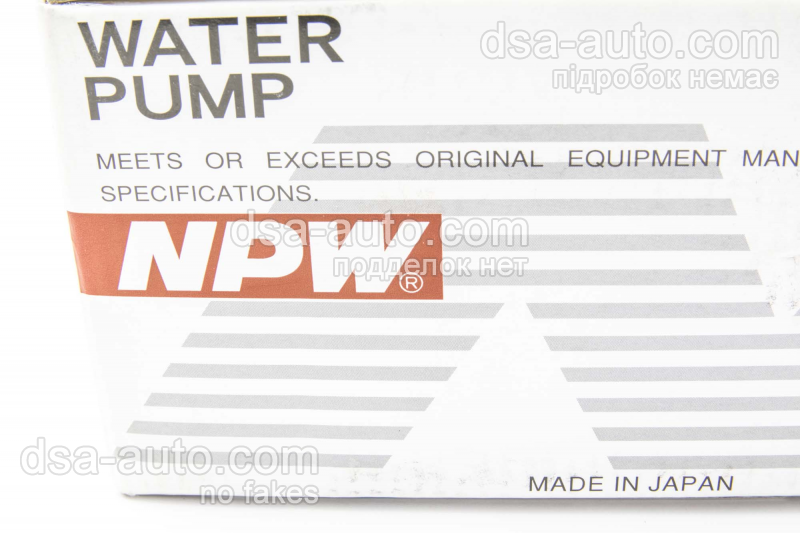 WATER
PUMP
dsa-auto.com
підробок немає
MEETS OR EXCEEDS ORIGINAL EQUIPMENT MAN
SPECIFICATIONS.
NPW®
dsa-auto.com
подделок нет
dsa-auto.com
no fakes
MADE IN JAPAN